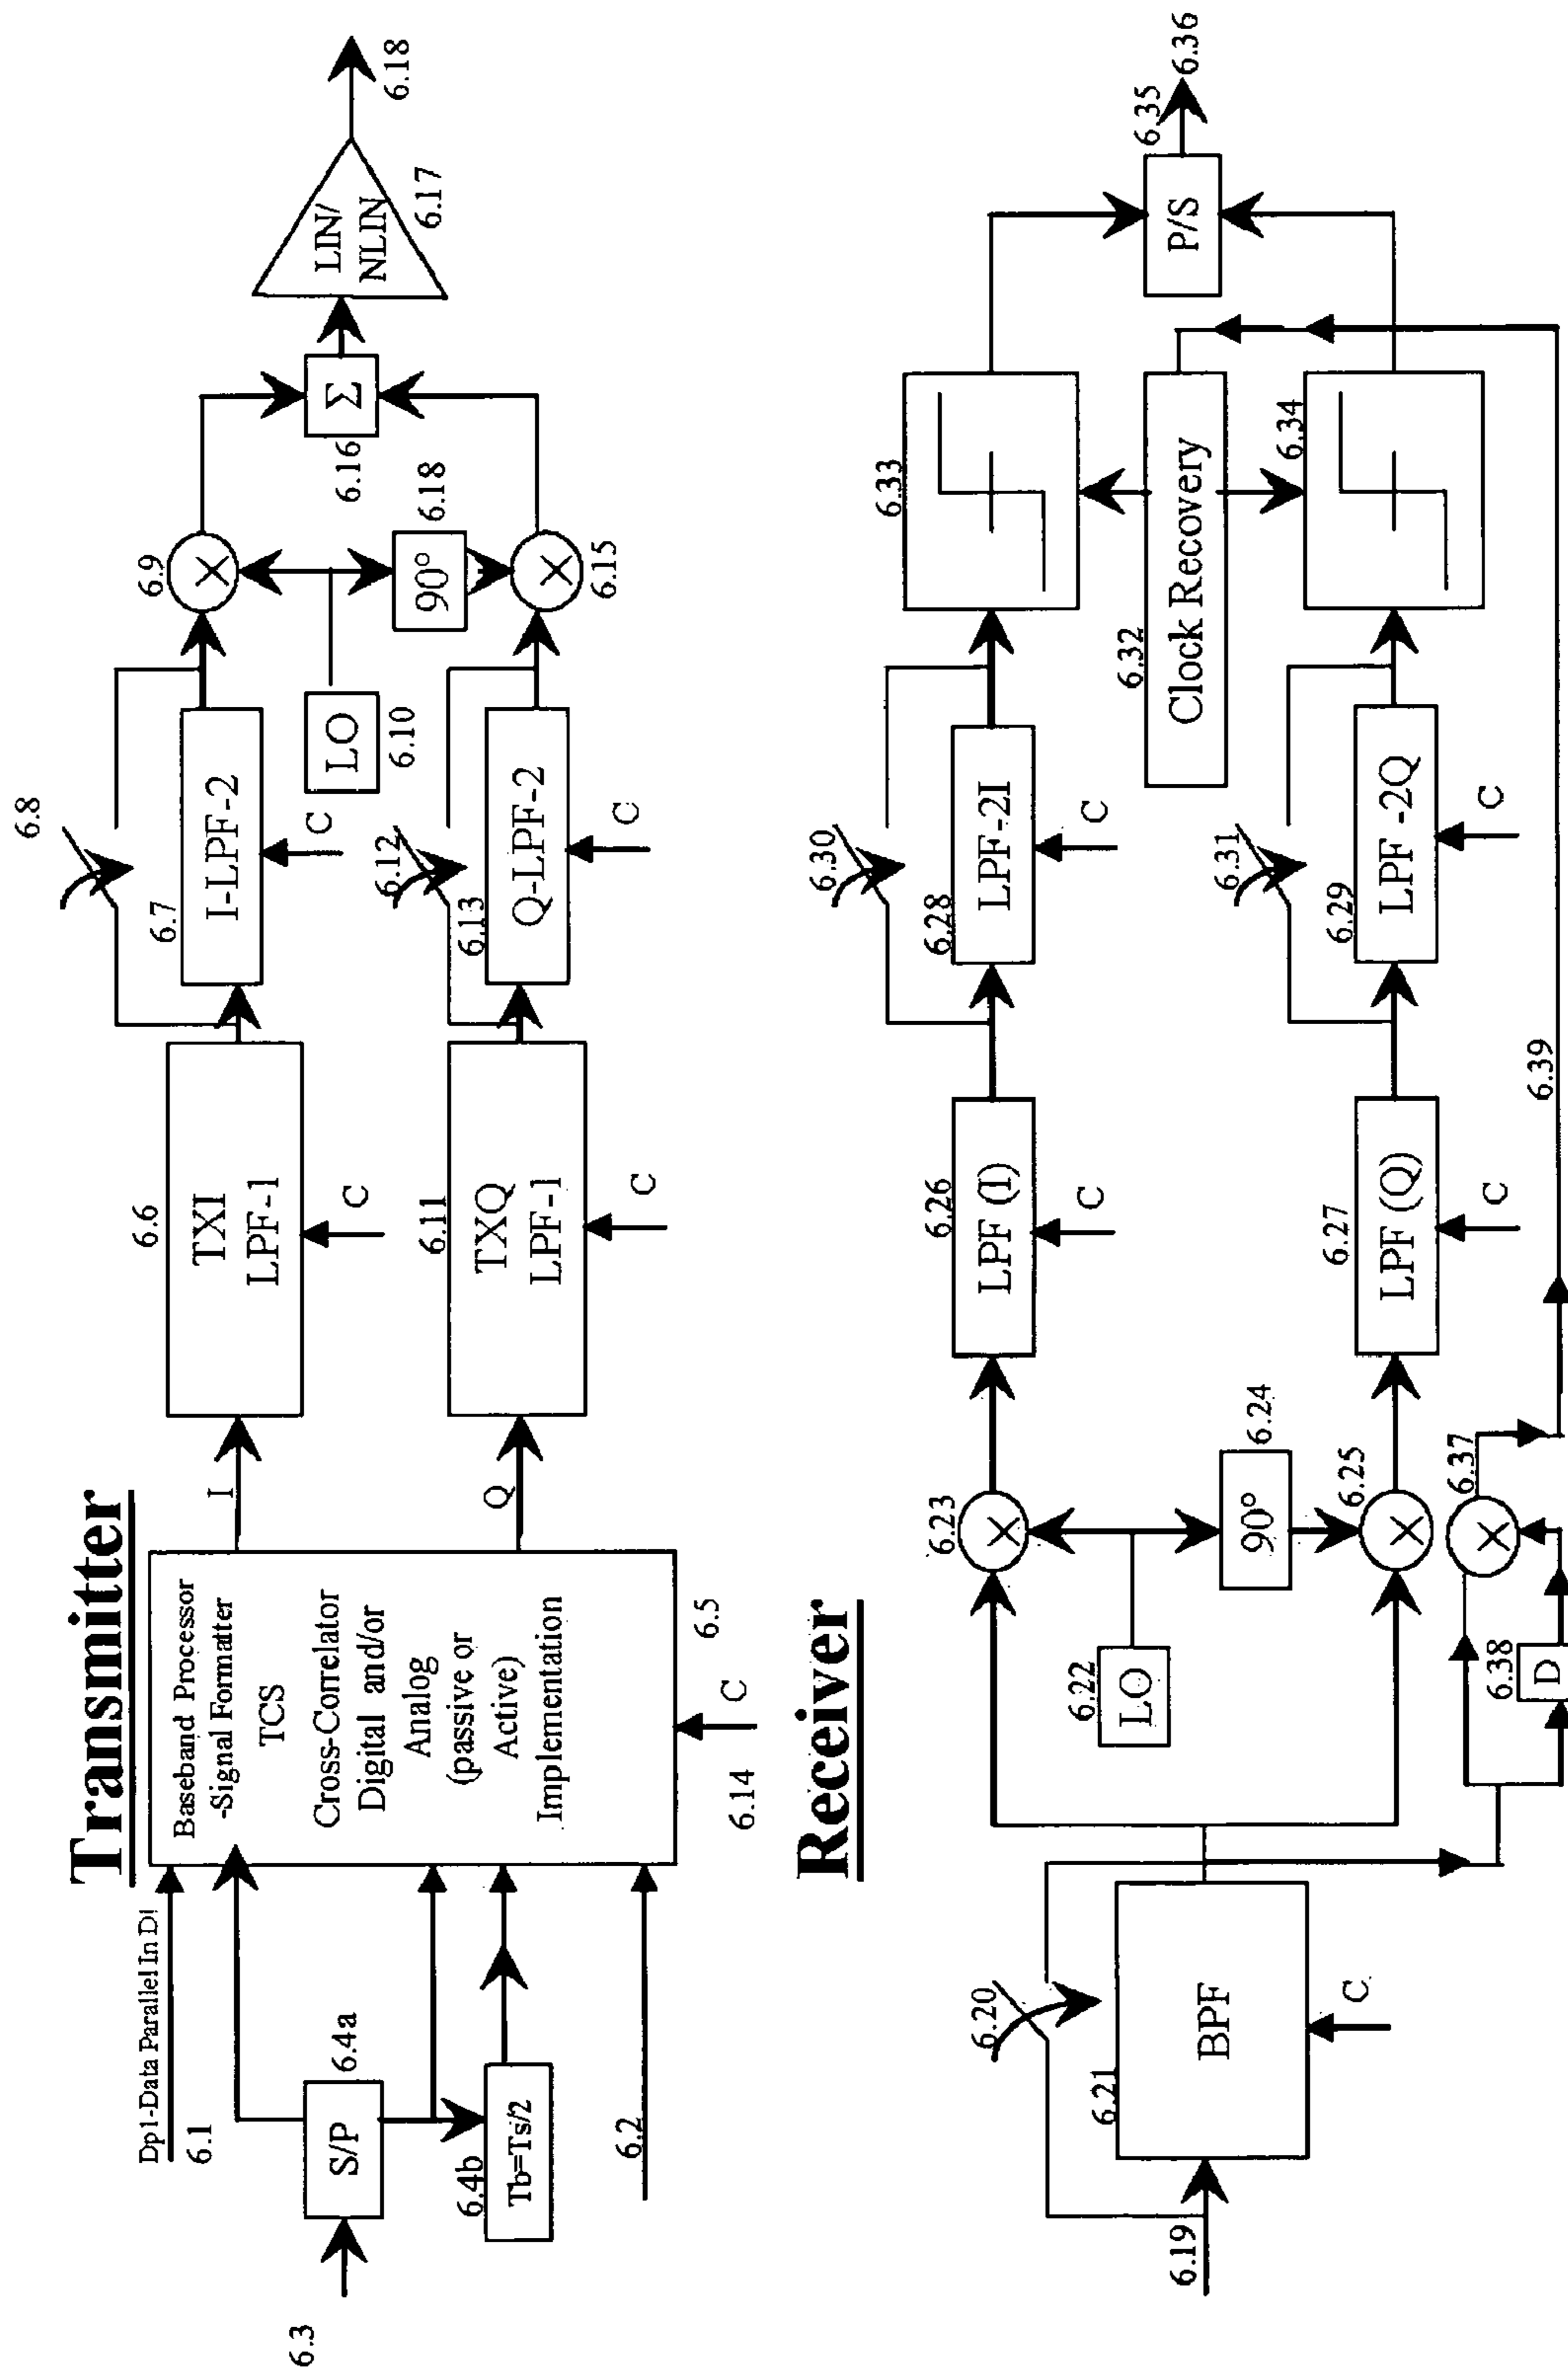 Transmitter
Dp1-Data Parallel In D!
6.1
6.3
S/P
6.4a
6.4b
Tb=Ts/2
6.2
Baseband Processor
-Signal Formatter
TCS
Cross-Correlator
Digital and/or
Analog
(passive or
Active)
Implementation
6.5
C
6.14
I
Q
6.6
TXI
LPF-1
C
6.11
TXQ
LPF-1
C
6.8
6.7
I-LPF-2
C
6.12
6.13
Q-LPF-2
C
LO
6.10
6.9
90°
6.18
6.15
Σ
6.16
LIN/
NLIN
6.17
6.18
Receiver
6.19
6.20
6.21
BPF
C
6.22
LO
6.23
90°
6.24
6.25
6.37
6.38
D
6.39
6.26
LPF (I)
C
6.27
LPF (Q)
C
6.30
6.28
LPF-2I
C
6.31
6.29
LPF -2Q
C
6.32
Clock Recovery
6.33
6.34
P/S
6.35
6.36